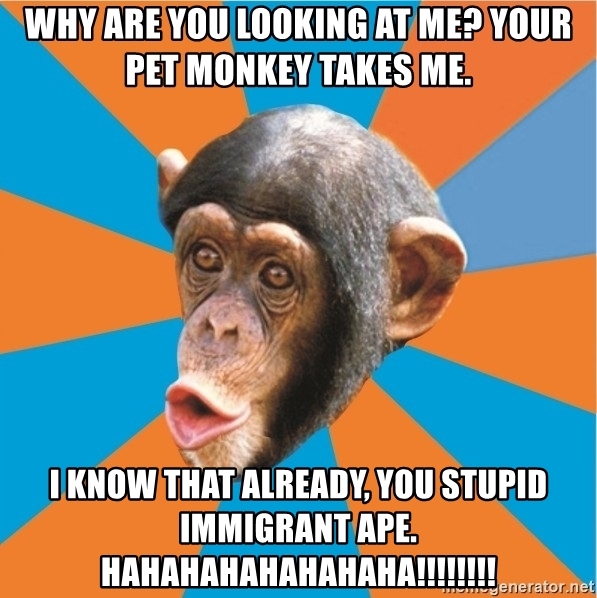 WHY ARE YOU LOOKING AT ME? YOUR
PET MONKEY TAKES ME.
I KNOW THAT ALREADY, YOU STUPID
IMMIGRANT APE.
HAHAHAHAHAHAHAHA!!!!!!!!
memegenerator.net